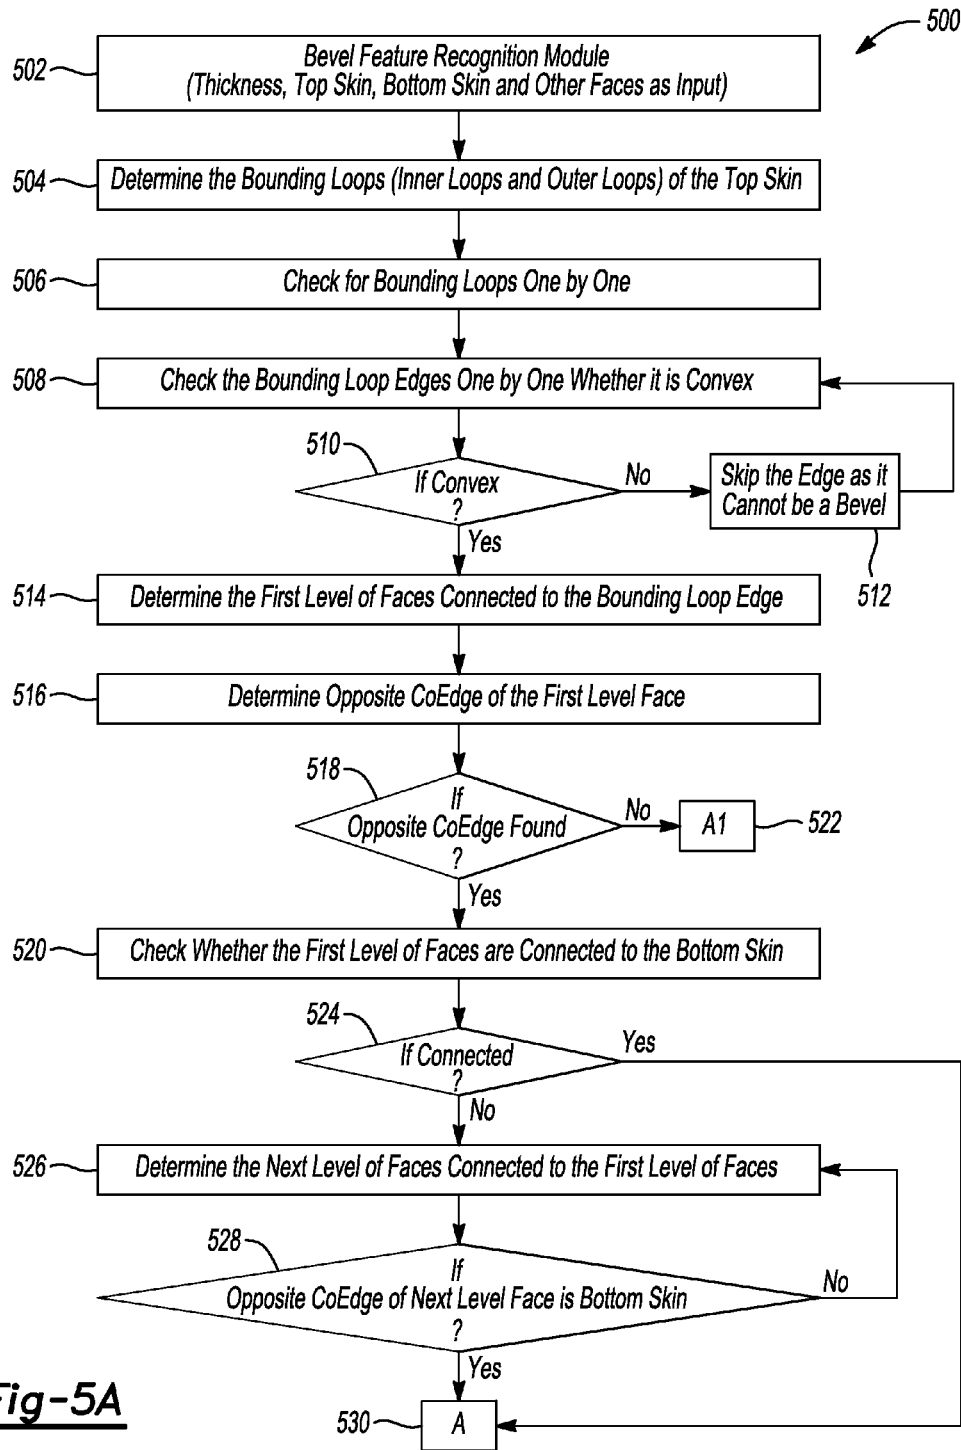 500
502
Bevel Feature Recognition Module
(Thickness, Top Skin, Bottom Skin and Other Faces as Input)
504
Determine the Bounding Loops (Inner Loops and Outer Loops) of the Top Skin
506
Check for Bounding Loops One by One
508
Check the Bounding Loop Edges One by One Whether it is Convex
510
If Convex
?
No
Skip the Edge as it
Cannot be a Bevel
512
Yes
514
Determine the First Level of Faces Connected to the Bounding Loop Edge
516
Determine Opposite CoEdge of the First Level Face
518
If
Opposite CoEdge Found
?
No
A1
522
Yes
520
Check Whether the First Level of Faces are Connected to the Bottom Skin
524
If Connected
?
Yes
No
526
Determine the Next Level of Faces Connected to the First Level of Faces
528
If
Opposite CoEdge of Next Level Face is Bottom Skin
?
No
Yes
530
A
Fig-5A